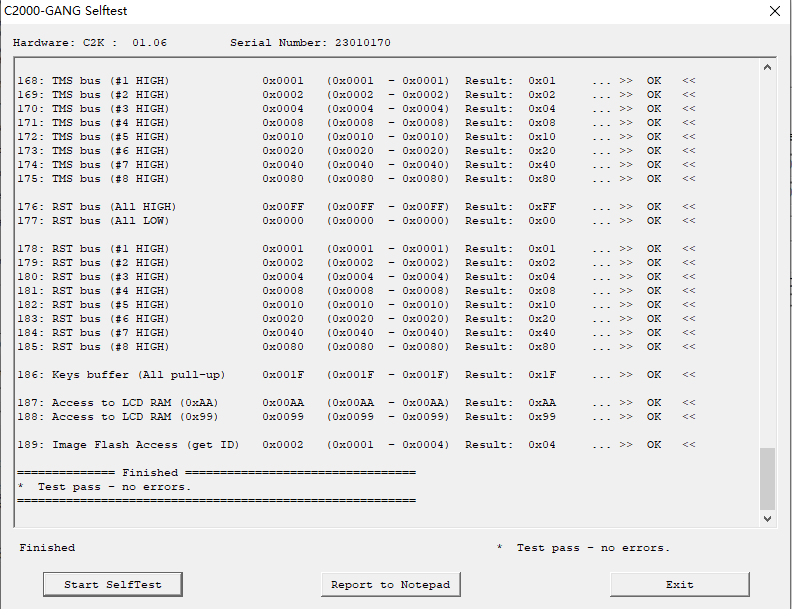 C2000-GANG Selftest
Hardware: C2K :  01.06         Serial Number: 23010170
168: TMS bus (#1 HIGH)             0x0001   (0x0001  - 0x0001)  Result:  0x01     ... >>  OK   <<
169: TMS bus (#2 HIGH)             0x0002   (0x0002  - 0x0002)  Result:  0x02     ... >>  OK   <<
170: TMS bus (#3 HIGH)             0x0004   (0x0004  - 0x0004)  Result:  0x04     ... >>  OK   <<
171: TMS bus (#4 HIGH)             0x0008   (0x0008  - 0x0008)  Result:  0x08     ... >>  OK   <<
172: TMS bus (#5 HIGH)             0x0010   (0x0010  - 0x0010)  Result:  0x10     ... >>  OK   <<
173: TMS bus (#6 HIGH)             0x0020   (0x0020  - 0x0020)  Result:  0x20     ... >>  OK   <<
174: TMS bus (#7 HIGH)             0x0040   (0x0040  - 0x0040)  Result:  0x40     ... >>  OK   <<
175: TMS bus (#8 HIGH)             0x0080   (0x0080  - 0x0080)  Result:  0x80     ... >>  OK   <<
176: RST bus (All HIGH)            0x00FF   (0x00FF  - 0x00FF)  Result:  0xFF     ... >>  OK   <<
177: RST bus (All LOW)             0x0000   (0x0000  - 0x0000)  Result:  0x00     ... >>  OK   <<
178: RST bus (#1 HIGH)             0x0001   (0x0001  - 0x0001)  Result:  0x01     ... >>  OK   <<
179: RST bus (#2 HIGH)             0x0002   (0x0002  - 0x0002)  Result:  0x02     ... >>  OK   <<
180: RST bus (#3 HIGH)             0x0004   (0x0004  - 0x0004)  Result:  0x04     ... >>  OK   <<
181: RST bus (#4 HIGH)             0x0008   (0x0008  - 0x0008)  Result:  0x08     ... >>  OK   <<
182: RST bus (#5 HIGH)             0x0010   (0x0010  - 0x0010)  Result:  0x10     ... >>  OK   <<
183: RST bus (#6 HIGH)             0x0020   (0x0020  - 0x0020)  Result:  0x20     ... >>  OK   <<
184: RST bus (#7 HIGH)             0x0040   (0x0040  - 0x0040)  Result:  0x40     ... >>  OK   <<
185: RST bus (#8 HIGH)             0x0080   (0x0080  - 0x0080)  Result:  0x80     ... >>  OK   <<
186: Keys buffer (All pull-up)     0x001F   (0x001F  - 0x001F)  Result:  0x1F     ... >>  OK   <<
187: Access to LCD RAM (0xAA)      0x00AA   (0x00AA  - 0x00AA)  Result:  0xAA     ... >>  OK   <<
188: Access to LCD RAM (0x99)      0x0099   (0x0099  - 0x0099)  Result:  0x99     ... >>  OK   <<
189: Image Flash Access (get ID)   0x0002   (0x0001  - 0x0004)  Result:  0x04     ... >>  OK   <<
============== Finished =================================
*  Test pass - no errors.
=========================================================
Finished                                                    *  Test pass - no errors.
Start SelfTest                    Report to Notepad                    Exit